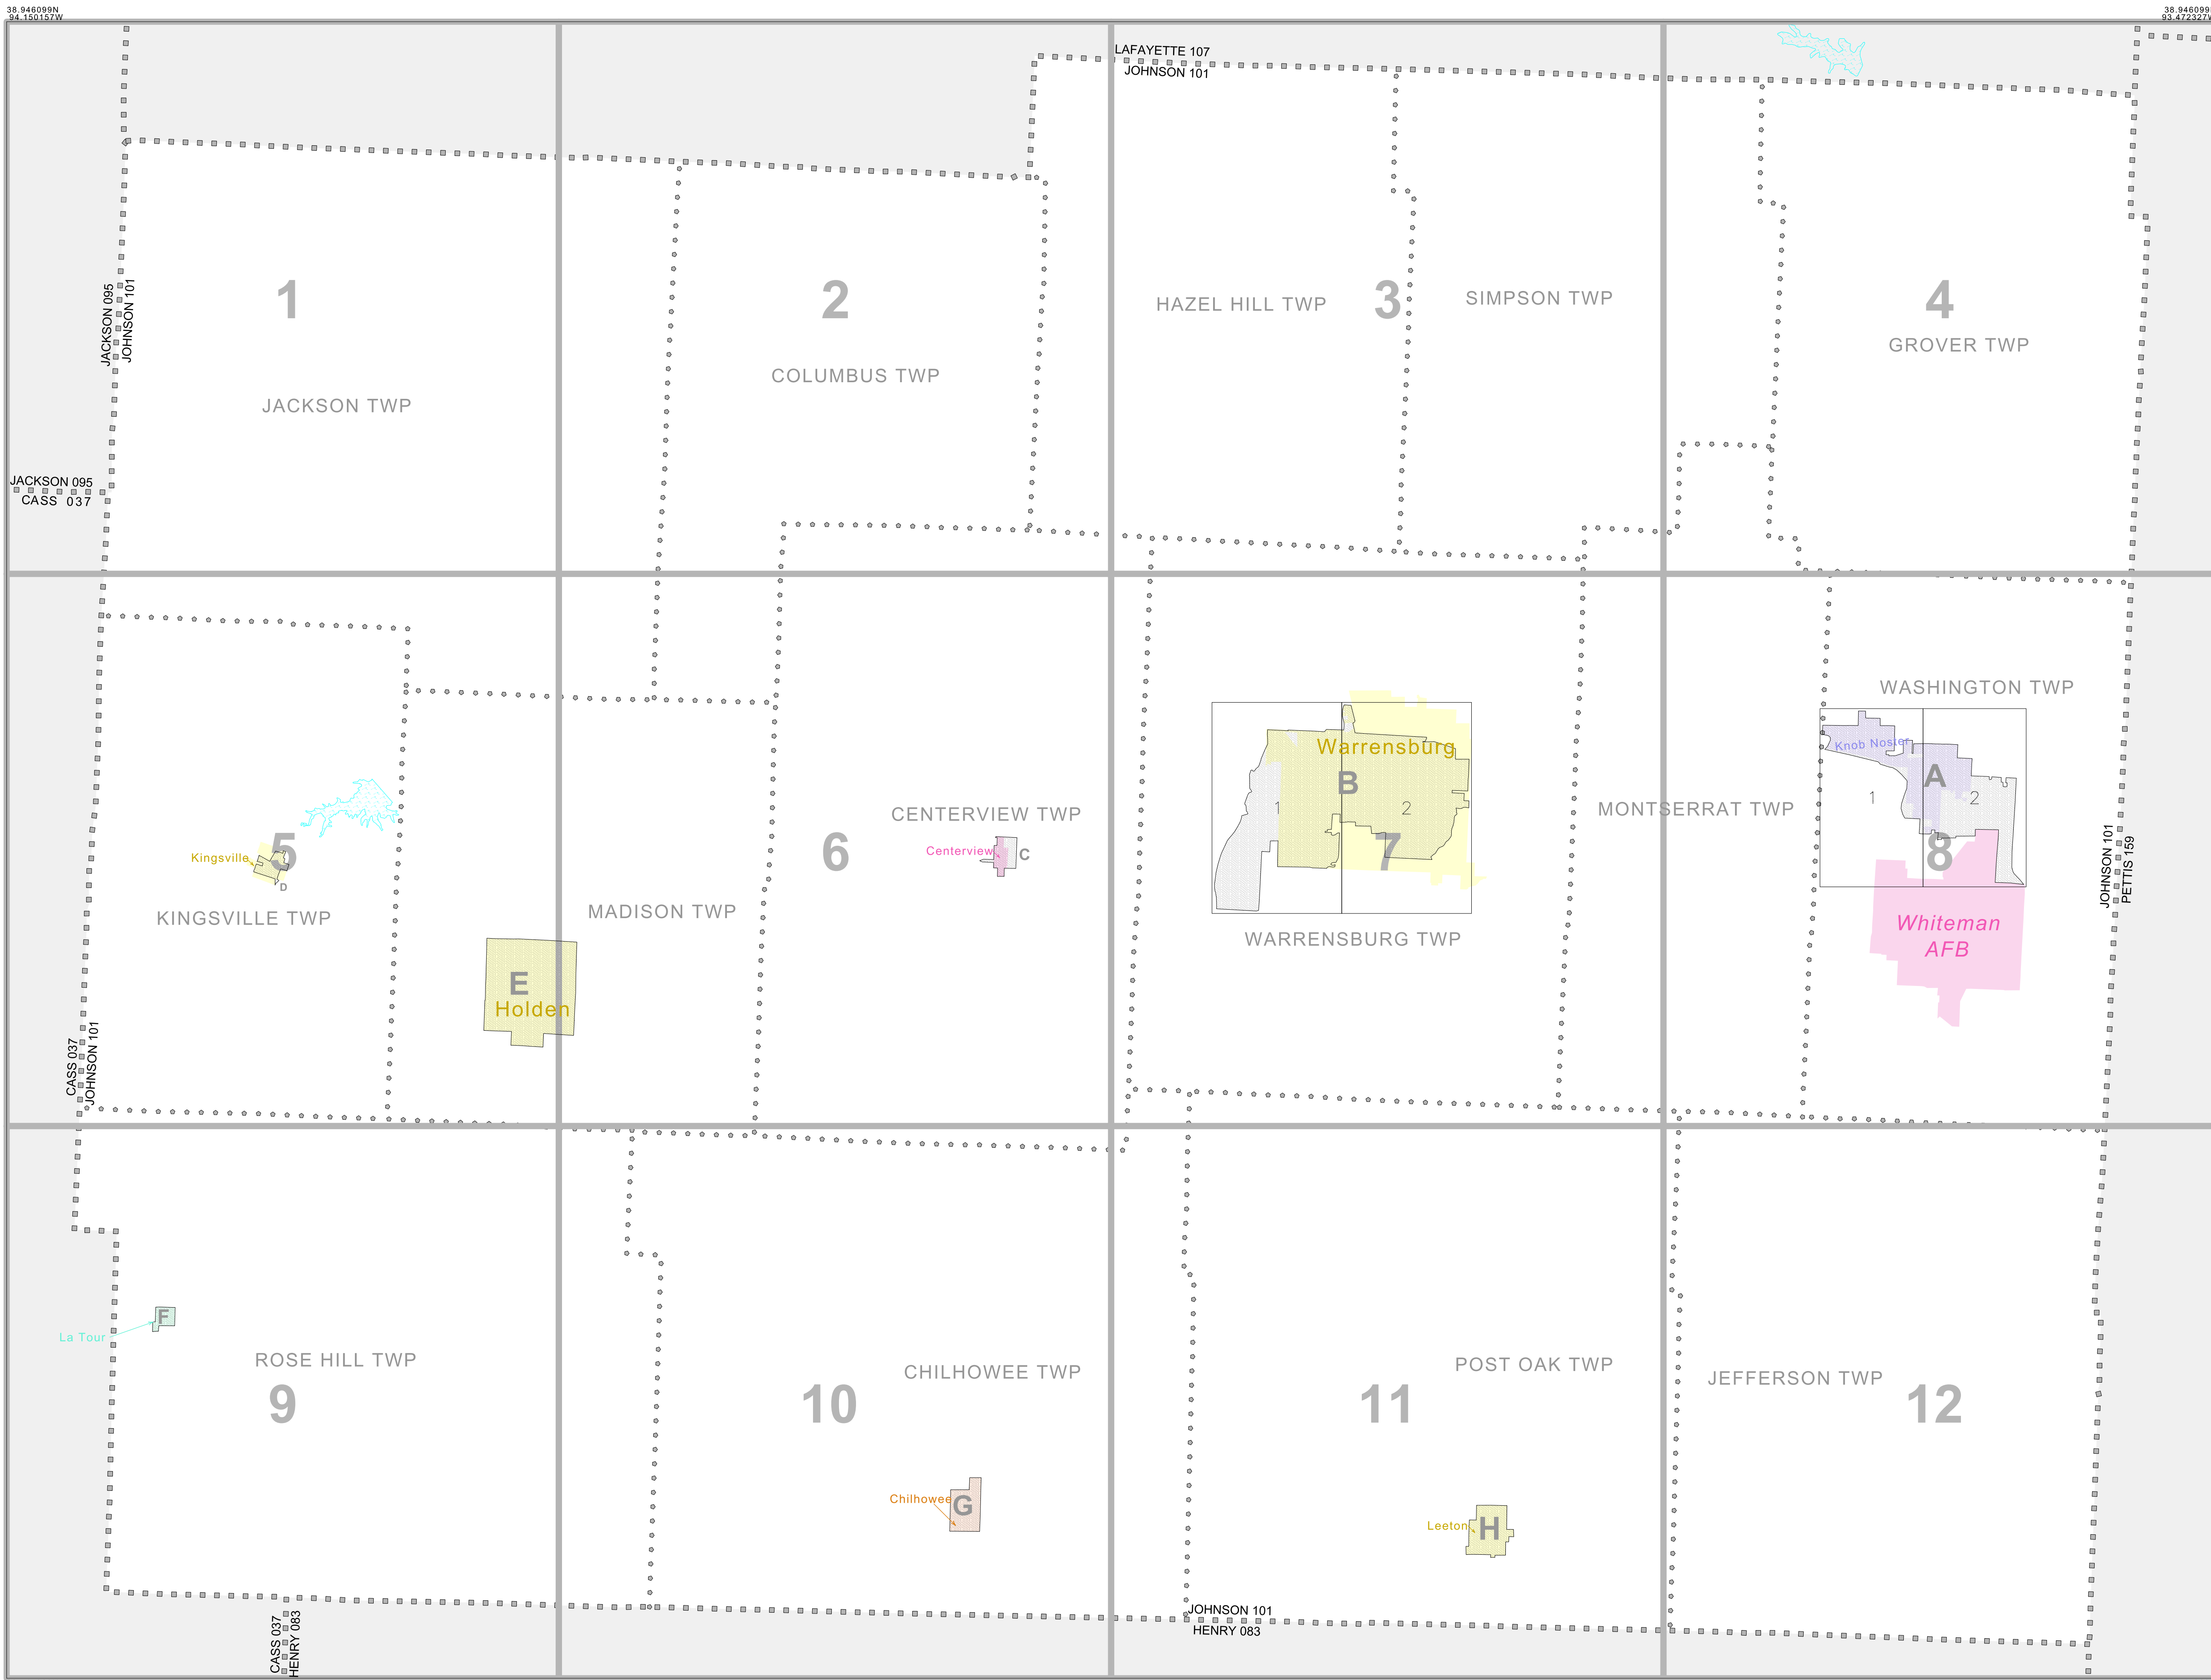 38.946099N
94.150157W
38.946099N
93.472327W
LAFAYETTE 107
JOHNSON 101
JACKSON 095
JOHNSON 101
1
2
3
4
HAZEL HILL TWP
SIMPSON TWP
GROVER TWP
COLUMBUS TWP
JACKSON TWP
JACKSON 095
CASS 037
WASHINGTON TWP
Warrensburg
Knob Noster
B
A
1
2
1
2
CENTERVIEW TWP
MONTSERRAT TWP
5
6
7
8
Kingsville
D
Centerview
C
JOHNSON 101
PETTIS 159
KINGSVILLE TWP
MADISON TWP
WARRENSBURG TWP
Whiteman
AFB
E
Holden
CASS 037
JOHNSON 101
F
La Tour
ROSE HILL TWP
CHILHOWEE TWP
POST OAK TWP
JEFFERSON TWP
9
10
11
12
Chilhowee
G
Leeton
H
JOHNSON 101
HENRY 083
CASS 037
HENRY 083